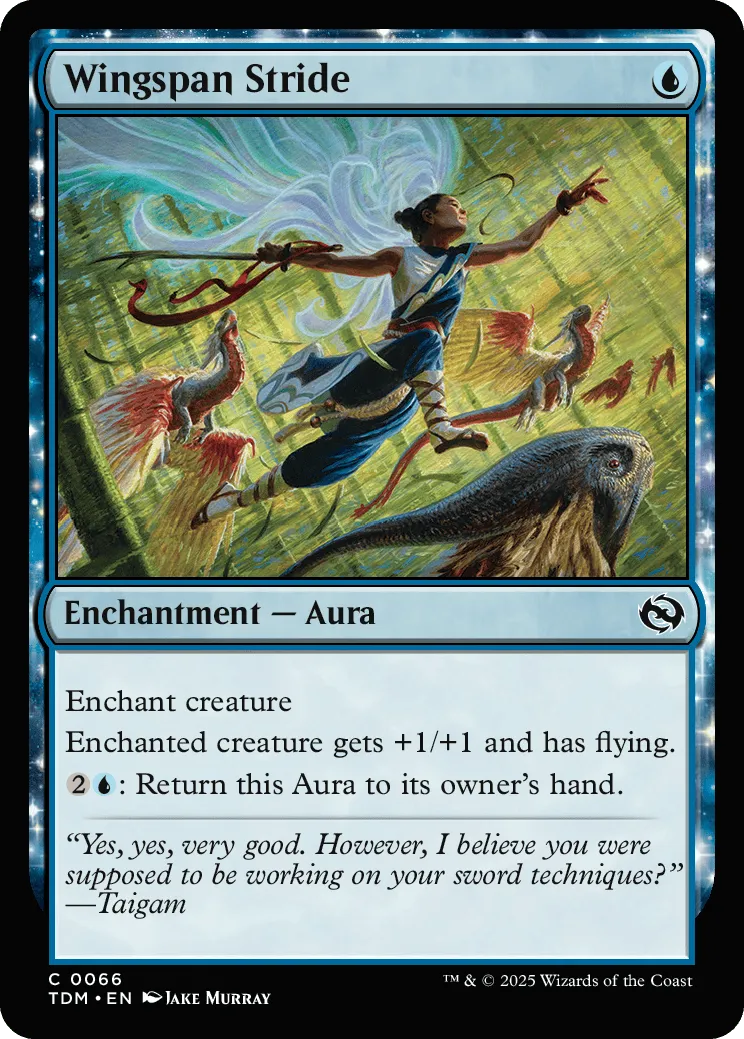 Wingspan Stride
Enchantment — Aura
Enchant creature
Enchanted creature gets +1/+1 and has flying.
2: Return this Aura to its owner's hand.
“Yes, yes, very good. However, I believe you were
supposed to be working on your sword techniques?”
—Taigam
C 0066
TDM • EN JAKE MURRAY
™ & © 2025 Wizards of the Coast